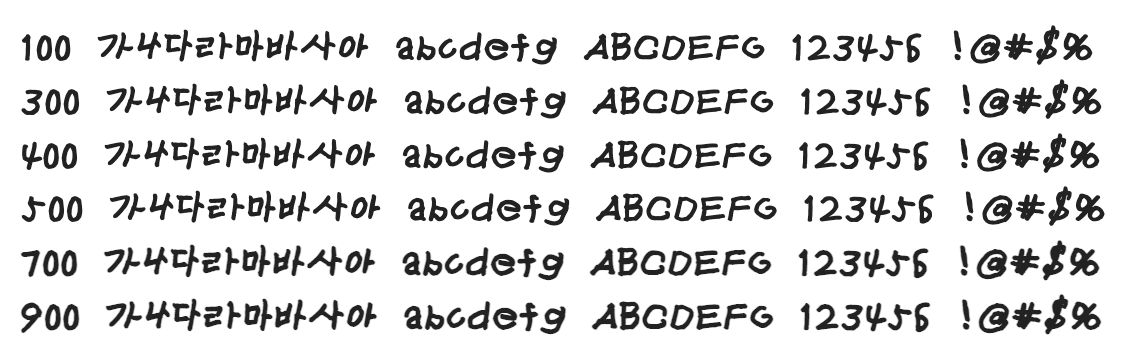 100 가나다라마바사아 abcdefg ABCDEFG 123456 !@#$%
300 가나다라마바사아 abcdefg ABCDEFG 123456 !@#$%
400 가나다라마바사아 abcdefg ABCDEFG 123456 !@#$%
500 가나다라마바사아 abcdefg ABCDEFG 123456 !@#$%
700 가나다라마바사아 abcdefg ABCDEFG 123456 !@#$%
900 가나다라마바사아 abcdefg ABCDEFG 123456 !@#$%